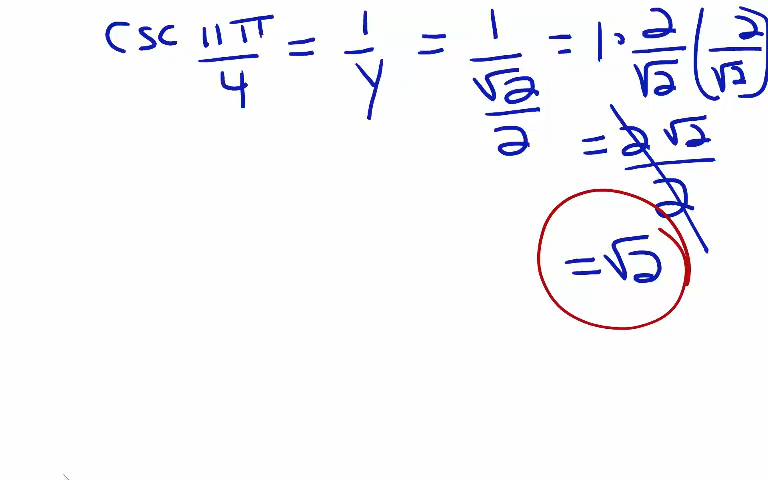 csc 11π/4 = 1/y = 1/(√2/2) = 1 · 2/√2 (2/√2)
= 2√2/2
= √2